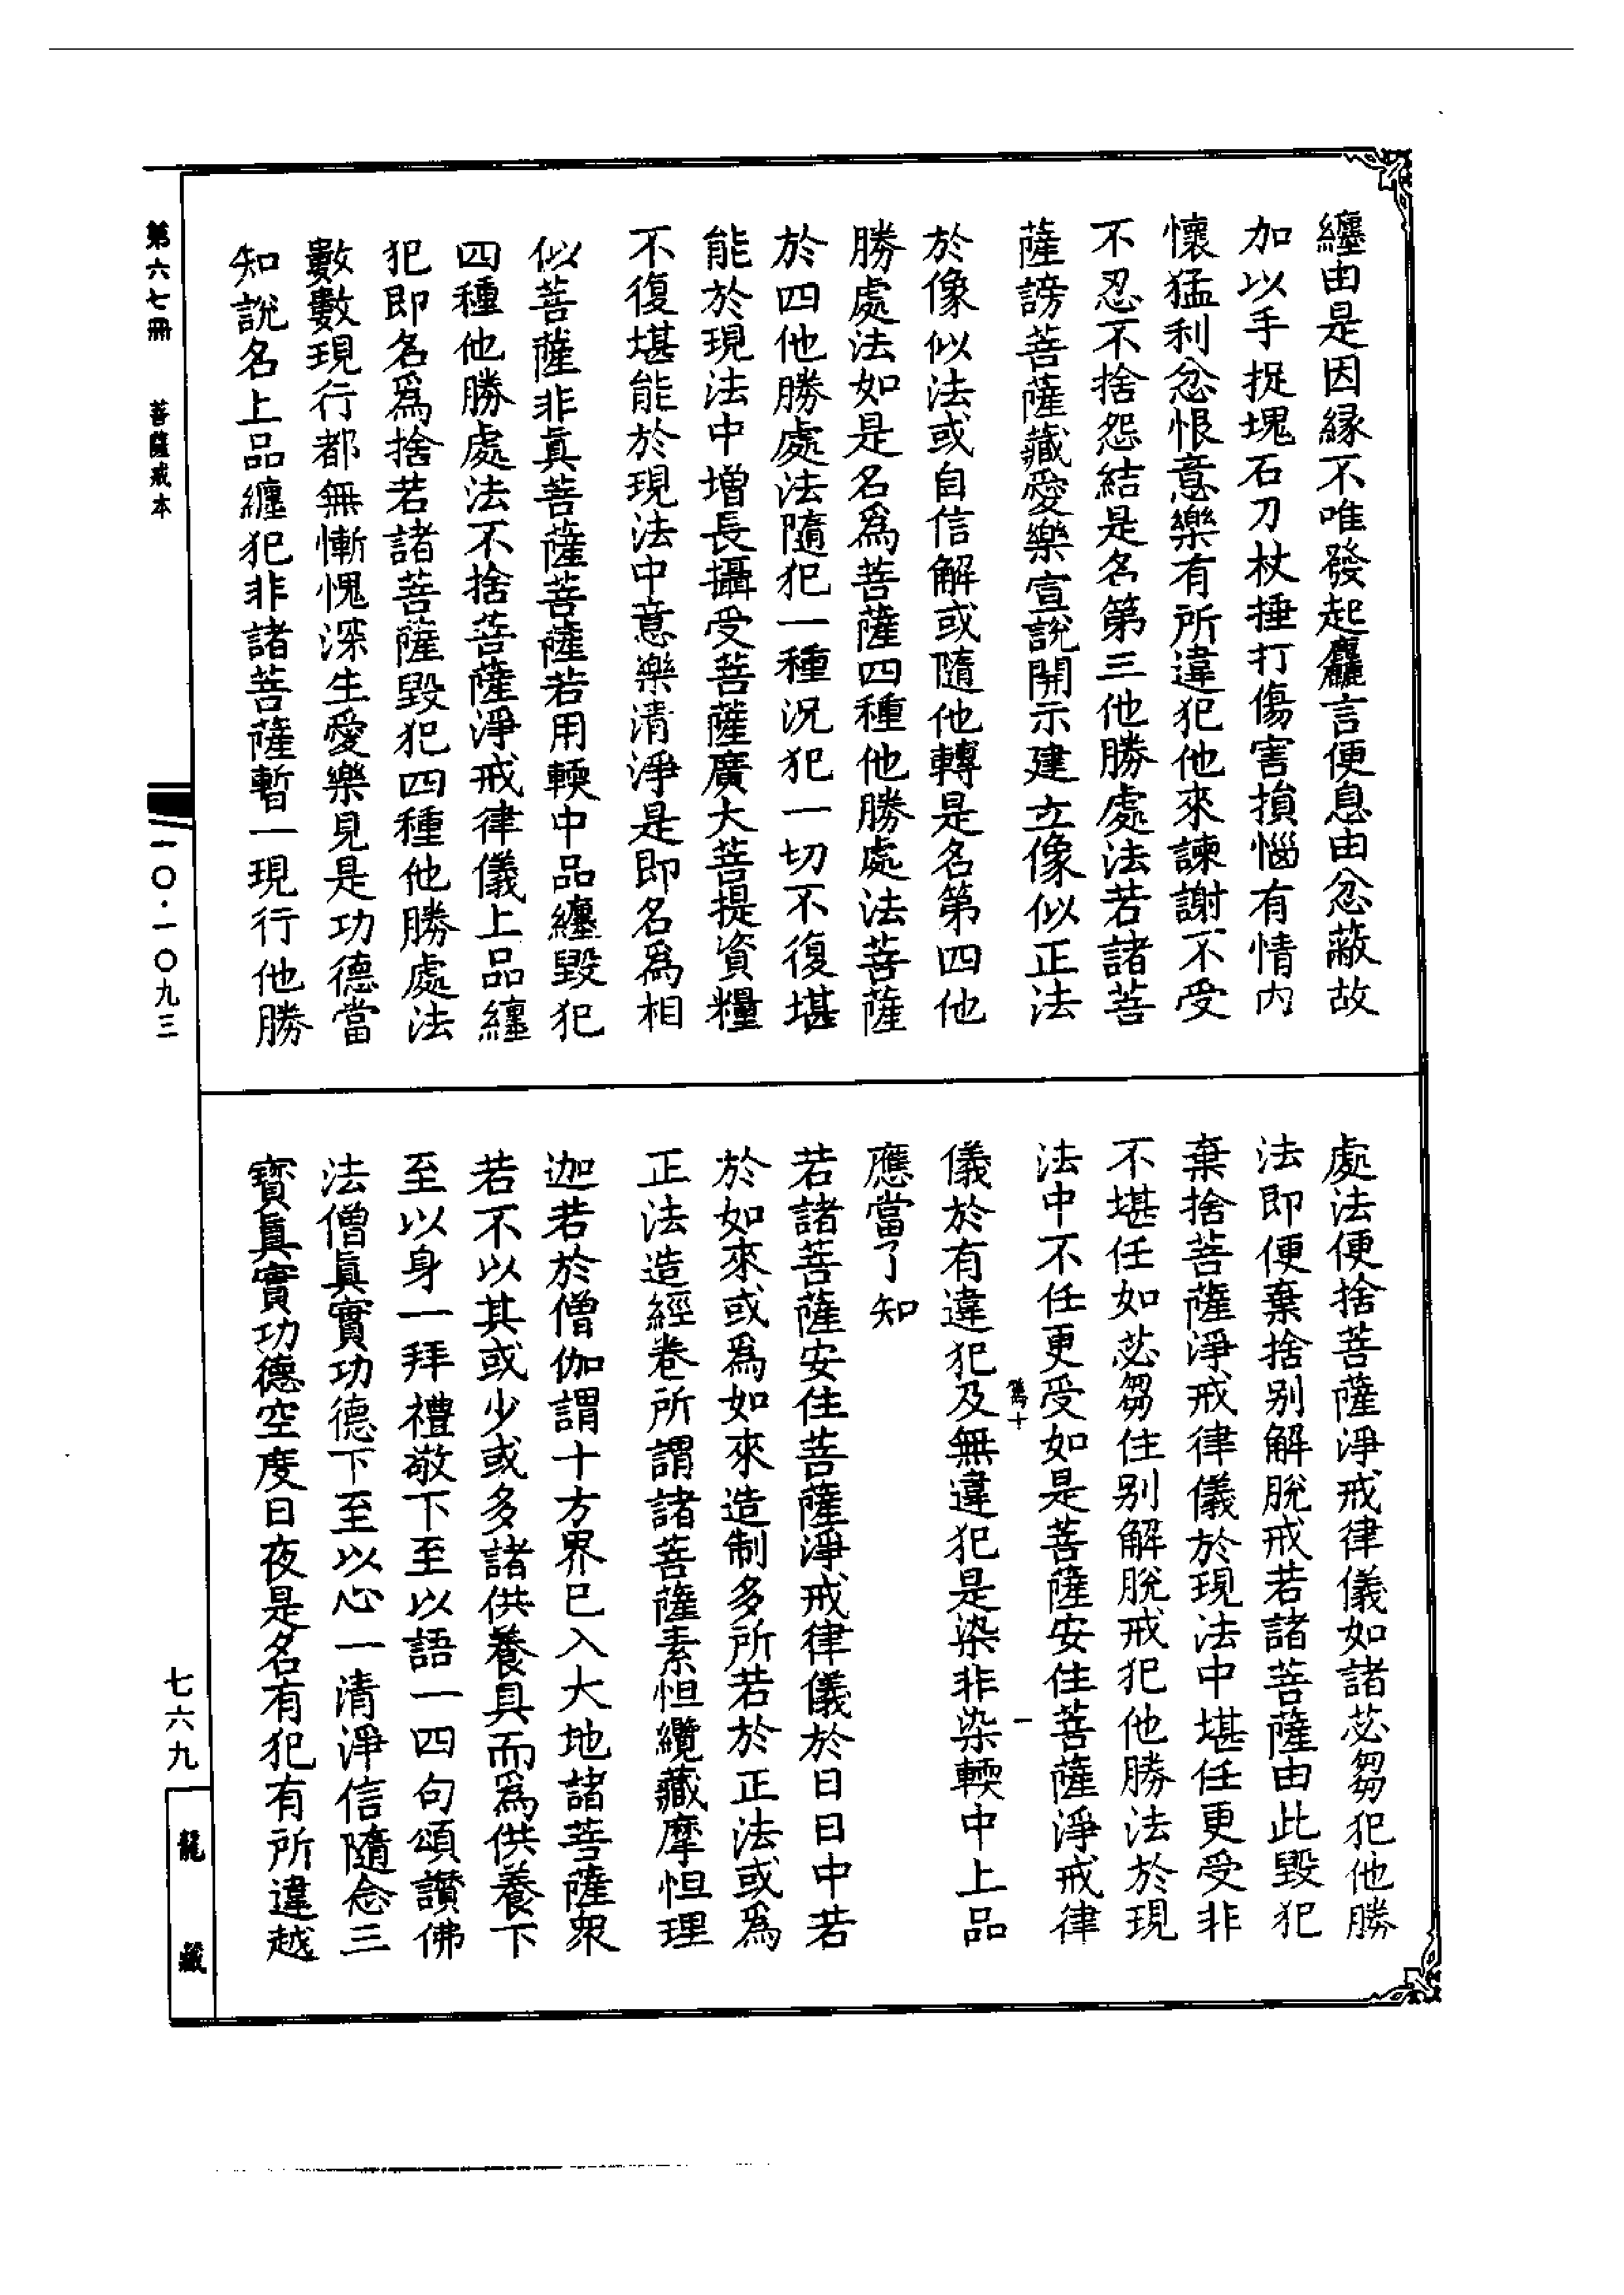 纏由是因緣不唯發起麤言便息由忿蔽故
加以手捉塊石刀杖捶打傷害損惱有情内
懷猛利忿恨意樂有所違犯他來諫謝不受
不忍不捨怨結是名第三他勝處法若諸菩
薩謗菩薩藏愛樂宣說開示建立像似正法
於像似法或自信解或隨他轉是名第四他
勝處法如是名爲菩薩四種他勝處法菩薩
於四他勝處法隨犯一種况犯一切不復堪
能於現法中增長攝受菩薩廣大菩提資糧
不復堪能於現法中意樂清淨是即名爲相
似菩薩非眞菩薩菩薩若用輭中品纏毀犯
四種他勝處法不捨菩薩淨戒律儀上品纏
犯即名爲捨若諸菩薩毀犯四種他勝處法
數數現行都無慚愧深生愛樂見是功德當
知說名上品纏犯非諸菩薩暫一現行他勝
處法便捨菩薩淨戒律儀如諸苾芻犯他勝
法即便棄捨别解脫戒若諸菩薩由此毀犯
棄捨菩薩淨戒律儀於現法中堪任更受非
不堪任如苾芻住别解脫戒犯他勝法於現
法中不任更受如是菩薩安住菩薩淨戒律
儀於有違犯及無違犯是染非染輭中上品
應當了知
若諸菩薩安住菩薩淨戒律儀於日日中若
於如來或爲如來造制多所若於正法或爲
正法造經卷所謂諸菩薩素怛纜藏摩怛理
迦若於僧伽謂十方界已入大地諸菩薩衆
若不以其或少或多諸供養具而爲供養下
至以身一拜禮敬下至以語一四句頌讚佛
法僧眞實功德下至以心一清淨信隨念三
寳眞實功德空度日夜是名有犯有所違越
第六七冊 菩薩戒本
一〇·一〇九三
七六九
龍藏